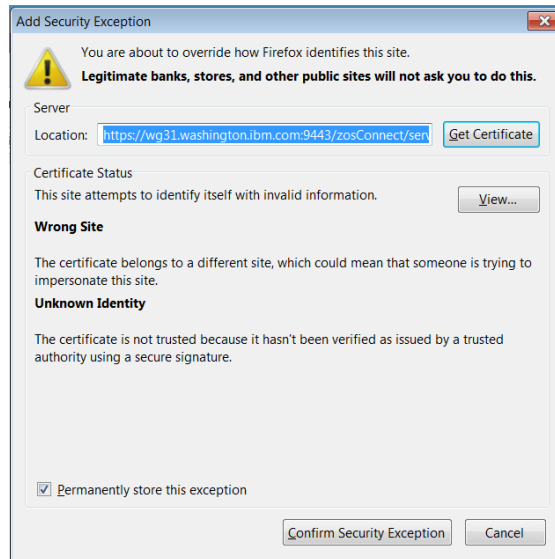 Add Security Exception
You are about to override how Firefox identifies this site.
Legitimate banks, stores, and other public sites will not ask you to do this.
Server
Location: https://wg31.washington.ibm.com:9443/zosConnect/serv Get Certificate
Certificate Status
This site attempts to identify itself with invalid information.
View...
Wrong Site
The certificate belongs to a different site, which could mean that someone is trying to
impersonate this site.
Unknown Identity
The certificate is not trusted because it hasn't been verified as issued by a trusted
authority using a secure signature.
Permanently store this exception
Confirm Security Exception Cancel